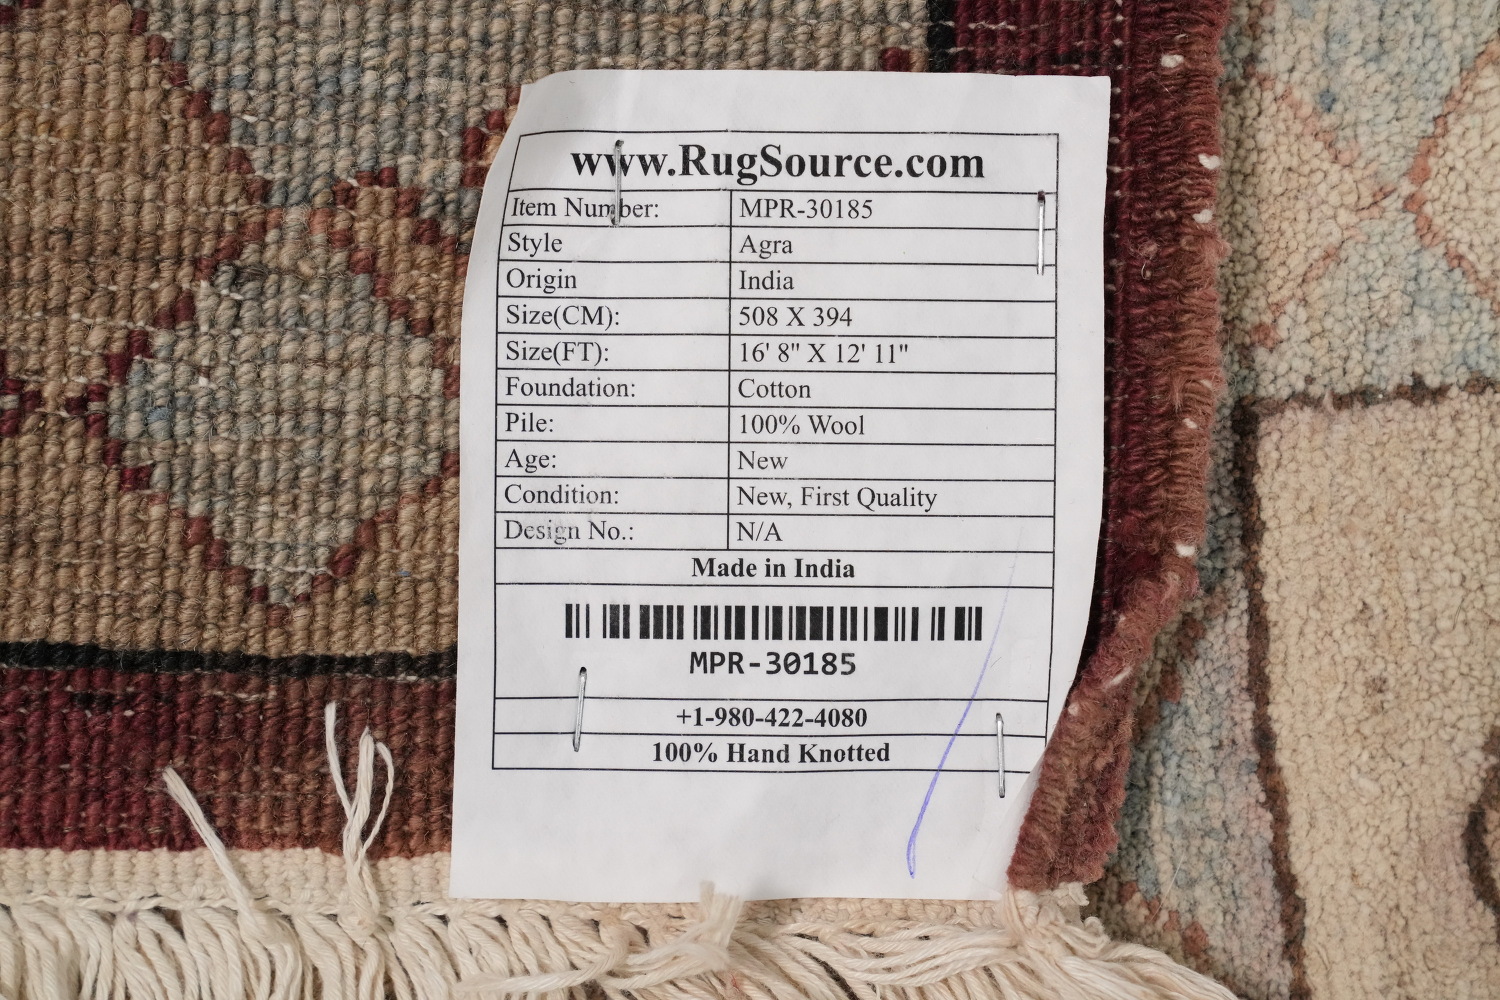 www.RugSource.com
Item Number: MPR-30185
Style Agra
Origin India
Size(CM): 508 X 394
Size(FT): 16' 8" X 12' 11"
Foundation: Cotton
Pile: 100% Wool
Age: New
Condition: New, First Quality
Design No.: N/A
Made in India
MPR-30185
+1-980-422-4080
100% Hand Knotted